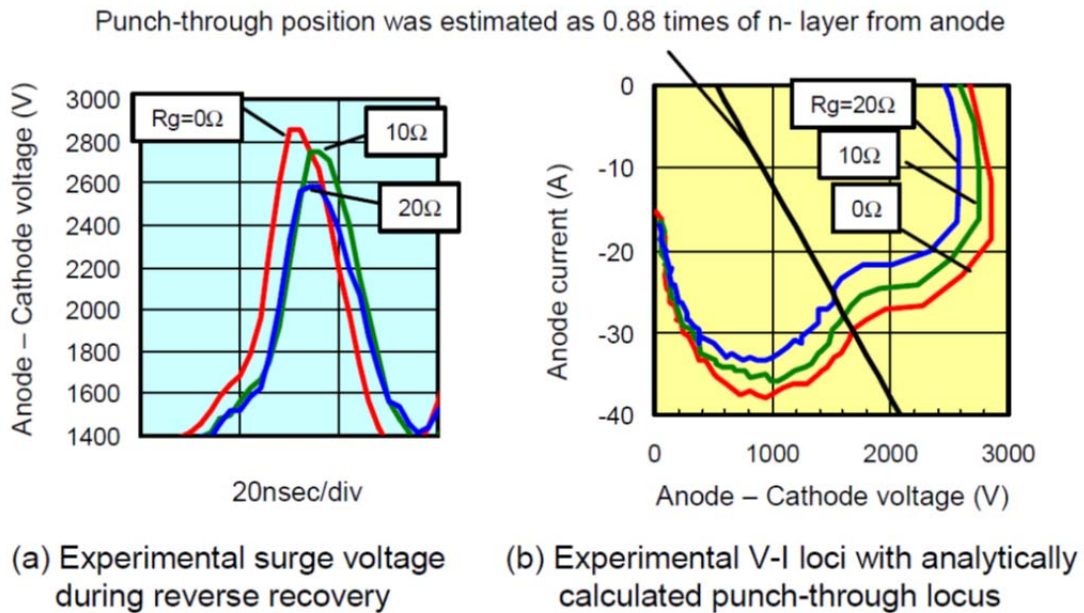 Punch-through position was estimated as 0.88 times of n- layer from anode
Anode – Cathode voltage (V)
3000
2800
2600
2400
2200
2000
1800
1600
1400
Rg=0Ω
10Ω
20Ω
20nsec/div
(a) Experimental surge voltage
during reverse recovery
Anode current (A)
0
-10
-20
-30
-40
Rg=20Ω
10Ω
0Ω
0
1000
2000
3000
Anode – Cathode voltage (V)
(b) Experimental V-I loci with analytically
calculated punch-through locus